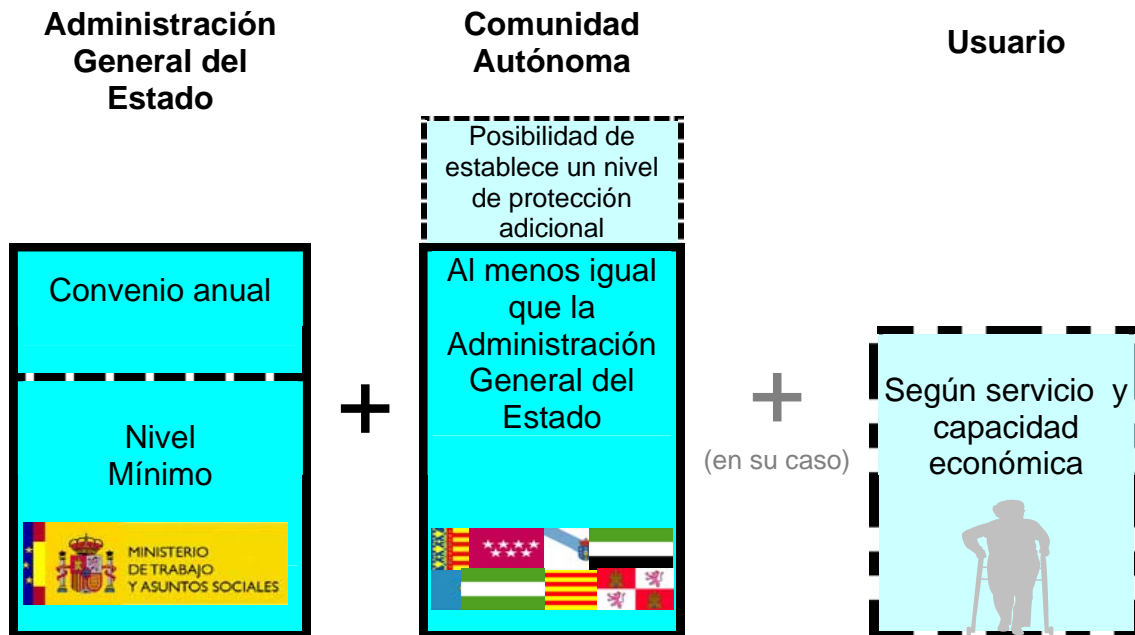 Administración
General del
Estado
Comunidad
Autónoma
Usuario
Posibilidad de
establece un nivel
de protección
adicional
Convenio anual
Nivel
Mínimo
MINISTERIO
DE TRABAJO
Y ASUNTOS SOCIALES
+
Al menos igual
que la
Administración
General del
Estado
+
(en su caso)
Según servicio y
capacidad
económica